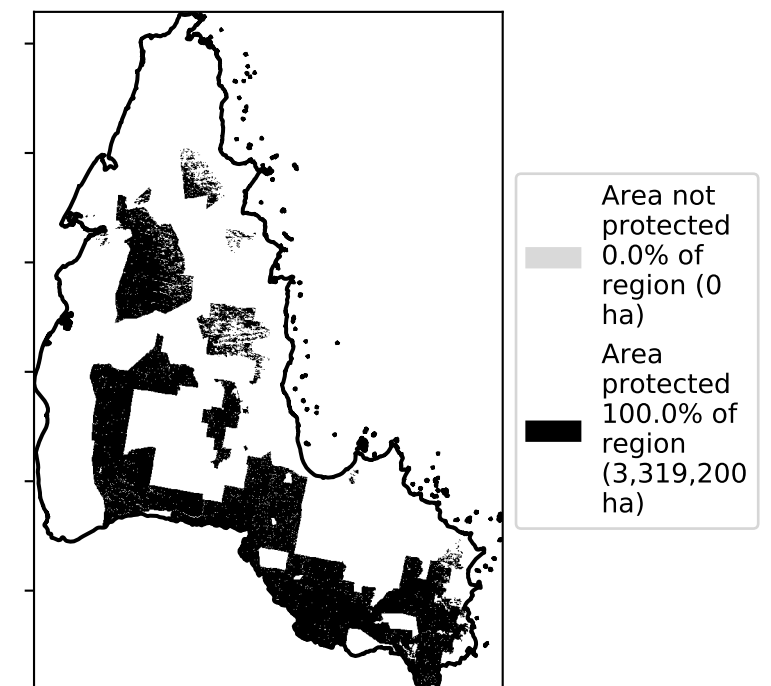 Area not
protected
0.0% of
region (0
ha)
Area
protected
100.0% of
region
(3,319,200
ha)